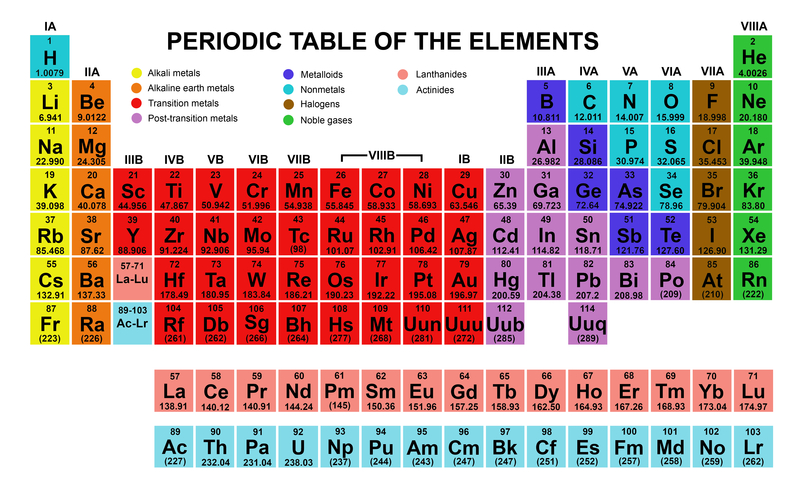 IA
VIIIA
PERIODIC TABLE OF THE ELEMENTS
1
H
1.0079
2
He
4.0026
IIA
Alkali metals
Alkaline earth metals
Transition metals
Post-transition metals
Metalloids
Nonmetals
Halogens
Noble gases
Lanthanides
Actinides
IIIA IVA VA VIA VIIA
3 4 5 6 7 8 9 10
Li Be B C N O F Ne
6.941 9.0122 10.811 12.011 14.007 15.999 18.998 20.180
11 12 13 14 15 16 17 18
Na Mg Al Si P S Cl Ar
22.990 24.305 26.982 28.086 30.974 32.065 35.453 39.948
IIIB IVB VB VIB VIIB VIIIB IB IIB
19 20 21 22 23 24 25 26 27 28 29 30 31 32 33 34 35 36
K Ca Sc Ti V Cr Mn Fe Co Ni Cu Zn Ga Ge As Se Br Kr
39.098 40.078 44.956 47.867 50.942 51.996 54.938 55.845 58.933 58.693 63.546 65.39 69.723 72.64 74.922 78.96 79.904 83.80
37 38 39 40 41 42 43 44 45 46 47 48 49 50 51 52 53 54
Rb Sr Y Zr Nb Mo Tc Ru Rh Pd Ag Cd In Sn Sb Te I Xe
85.468 87.62 88.906 91.224 92.906 95.94 (98) 101.07 102.91 106.42 107.87 112.41 114.82 118.71 121.76 127.60 126.90 131.29
55 56 57-71 72 73 74 75 76 77 78 79 80 81 82 83 84 85 86
Cs Ba La-Lu Hf Ta W Re Os Ir Pt Au Hg Tl Pb Bi Po At Rn
132.91 137.33 178.49 180.95 183.84 186.21 190.23 192.22 195.08 196.97 200.59 204.38 207.2 208.98 (209) (210) (222)
87 88 89-103 104 105 106 107 108 109 110 111 112 114
Fr Ra Ac-Lr Rf Db Sg Bh Hs Mt Uun Uuu Uub Uuq
(223) (226) (261) (262) (266) (264) (277) (268) (281) (272) (285) (289)
57 58 59 60 61 62 63 64 65 66 67 68 69 70 71
La Ce Pr Nd Pm Sm Eu Gd Tb Dy Ho Er Tm Yb Lu
138.91 140.12 140.91 144.24 (145) 150.36 151.96 157.25 158.93 162.50 164.93 167.26 168.93 173.04 174.97
89 90 91 92 93 94 95 96 97 98 99 100 101 102 103
Ac Th Pa U Np Pu Am Cm Bk Cf Es Fm Md No Lr
(227) 232.04 231.04 238.03 (237) (244) (243) (247) (247) (251) (252) (257) (258) (259) (262)